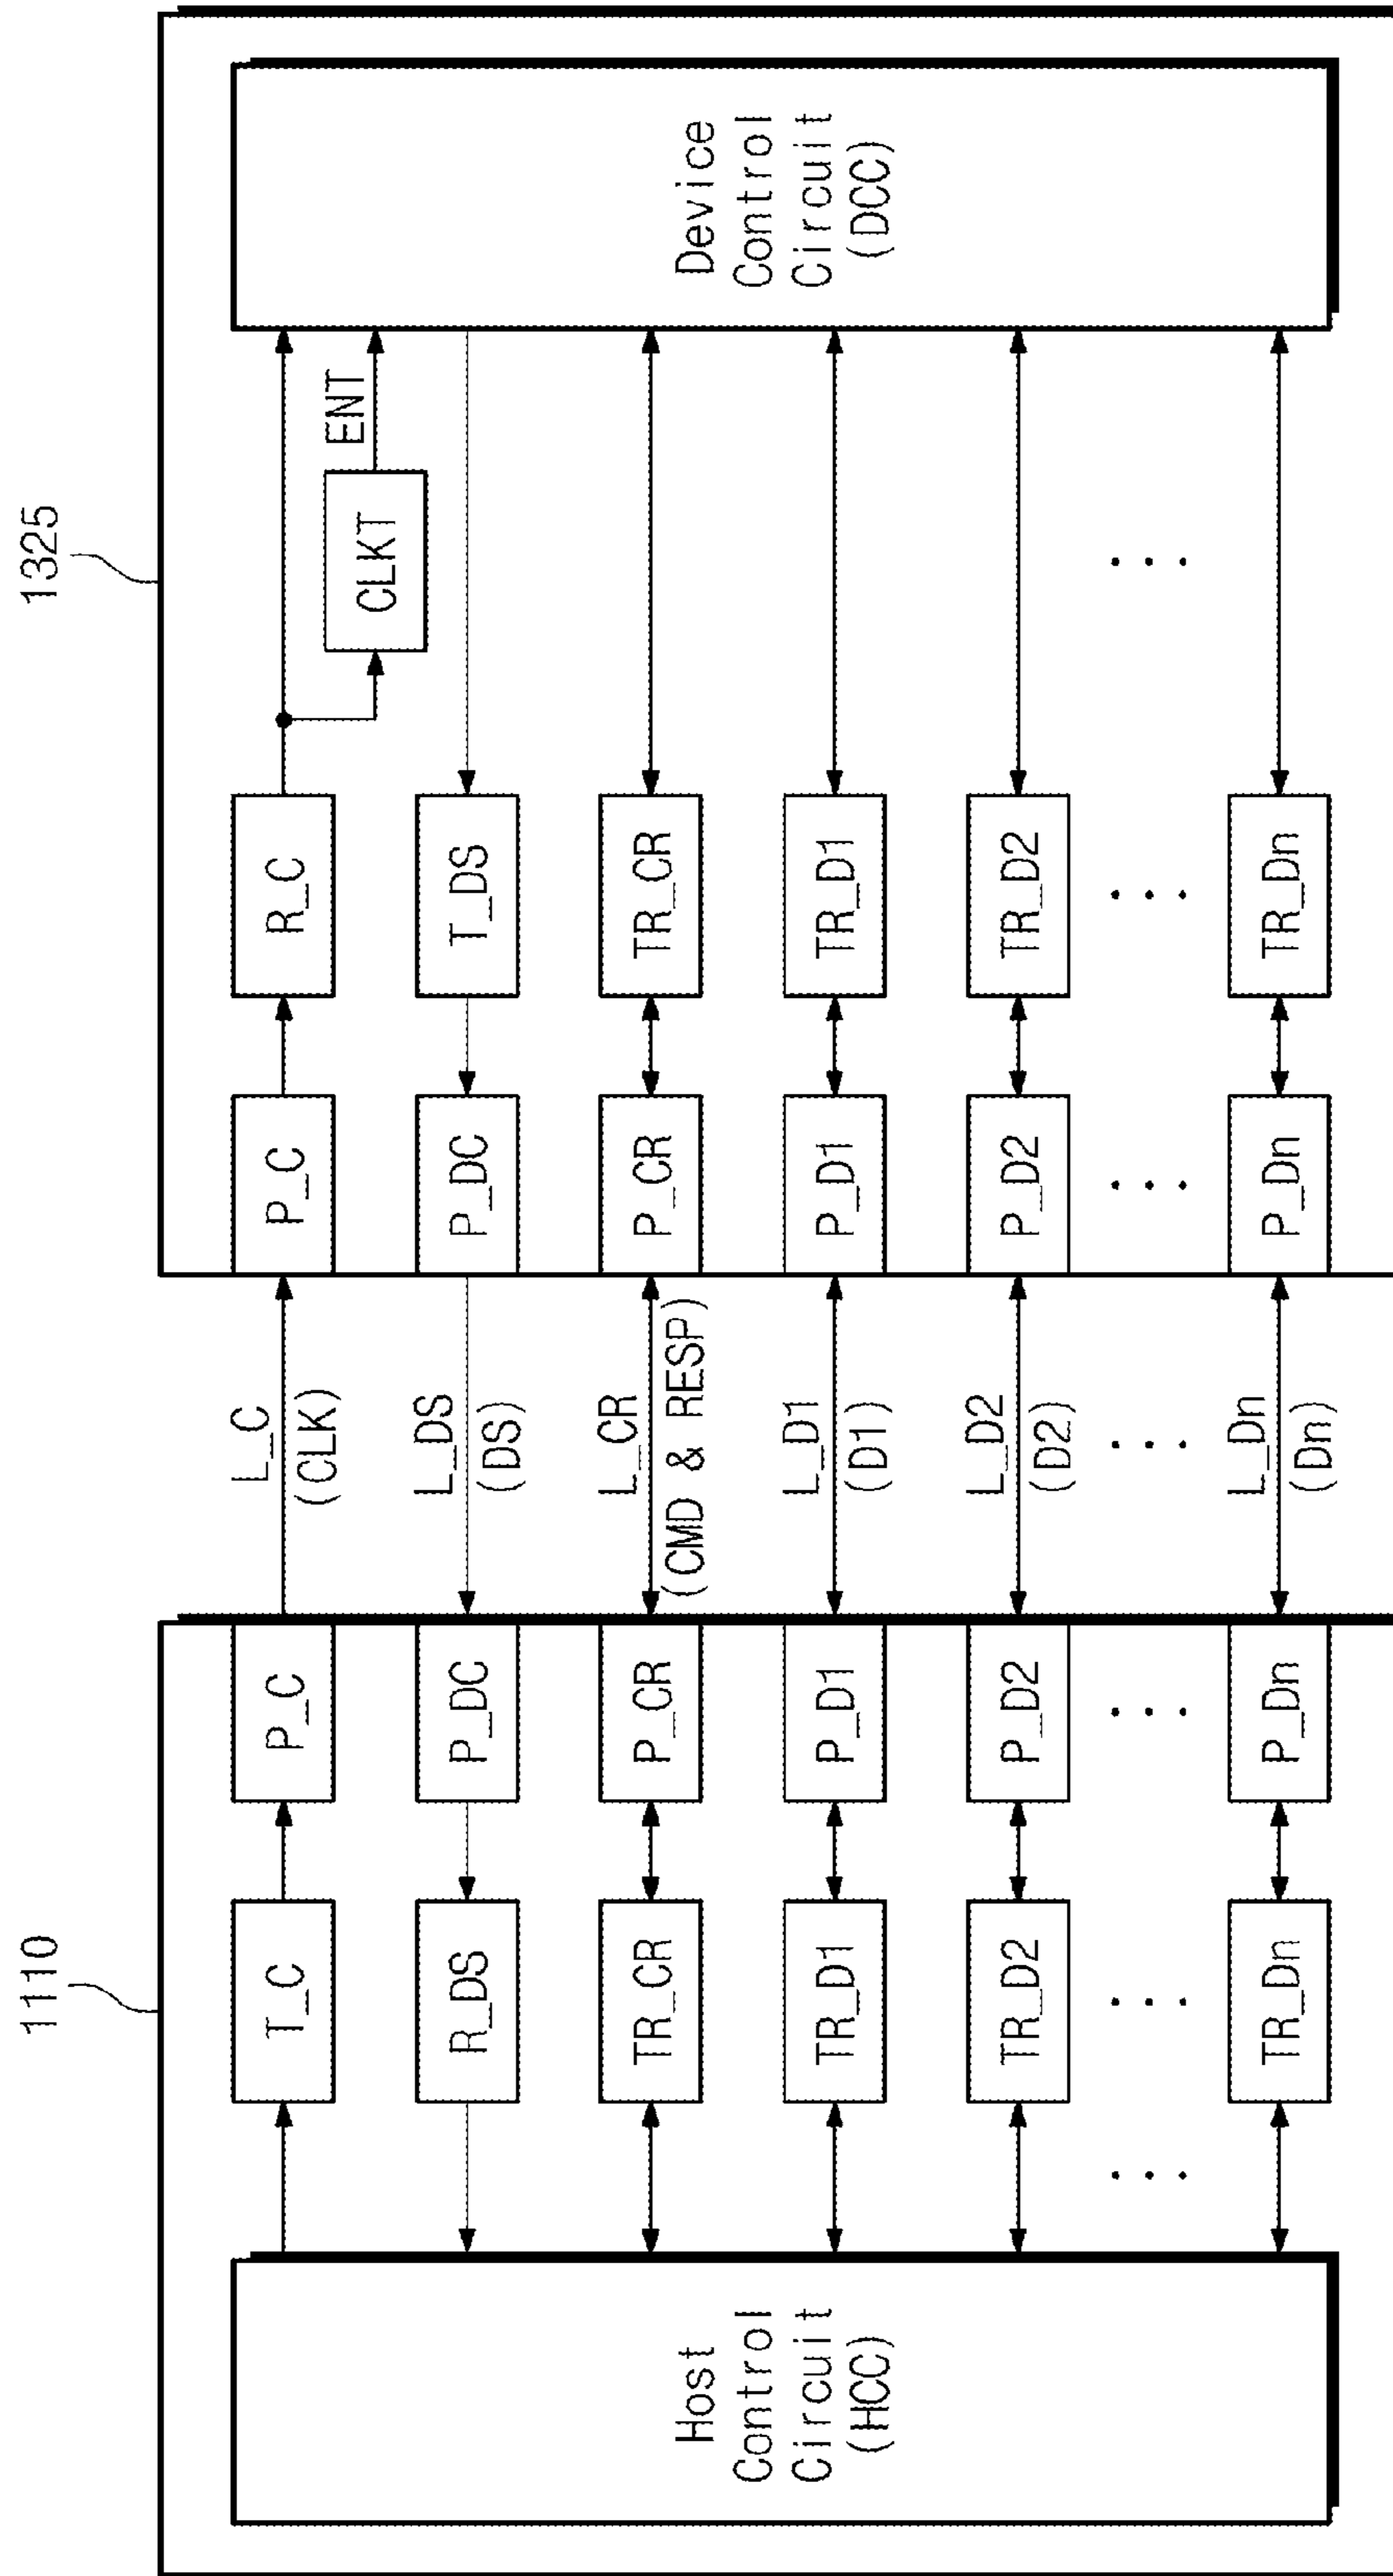 1110
1325
Host
Control
Circuit
(HCC)
T_C
P_C
L_C
(CLK)
P_C
R_C
CLKT
ENT
R_DS
P_DC
L_DS
(DS)
P_DC
T_DS
TR_CR
P_CR
L_CR
(CMD & RESP)
P_CR
TR_CR
TR_D1
P_D1
L_D1
(D1)
P_D1
TR_D1
TR_D2
P_D2
L_D2
(D2)
P_D2
TR_D2
TR_Dn
P_Dn
L_Dn
(Dn)
P_Dn
TR_Dn
Device
Control
Circuit
(DCC)